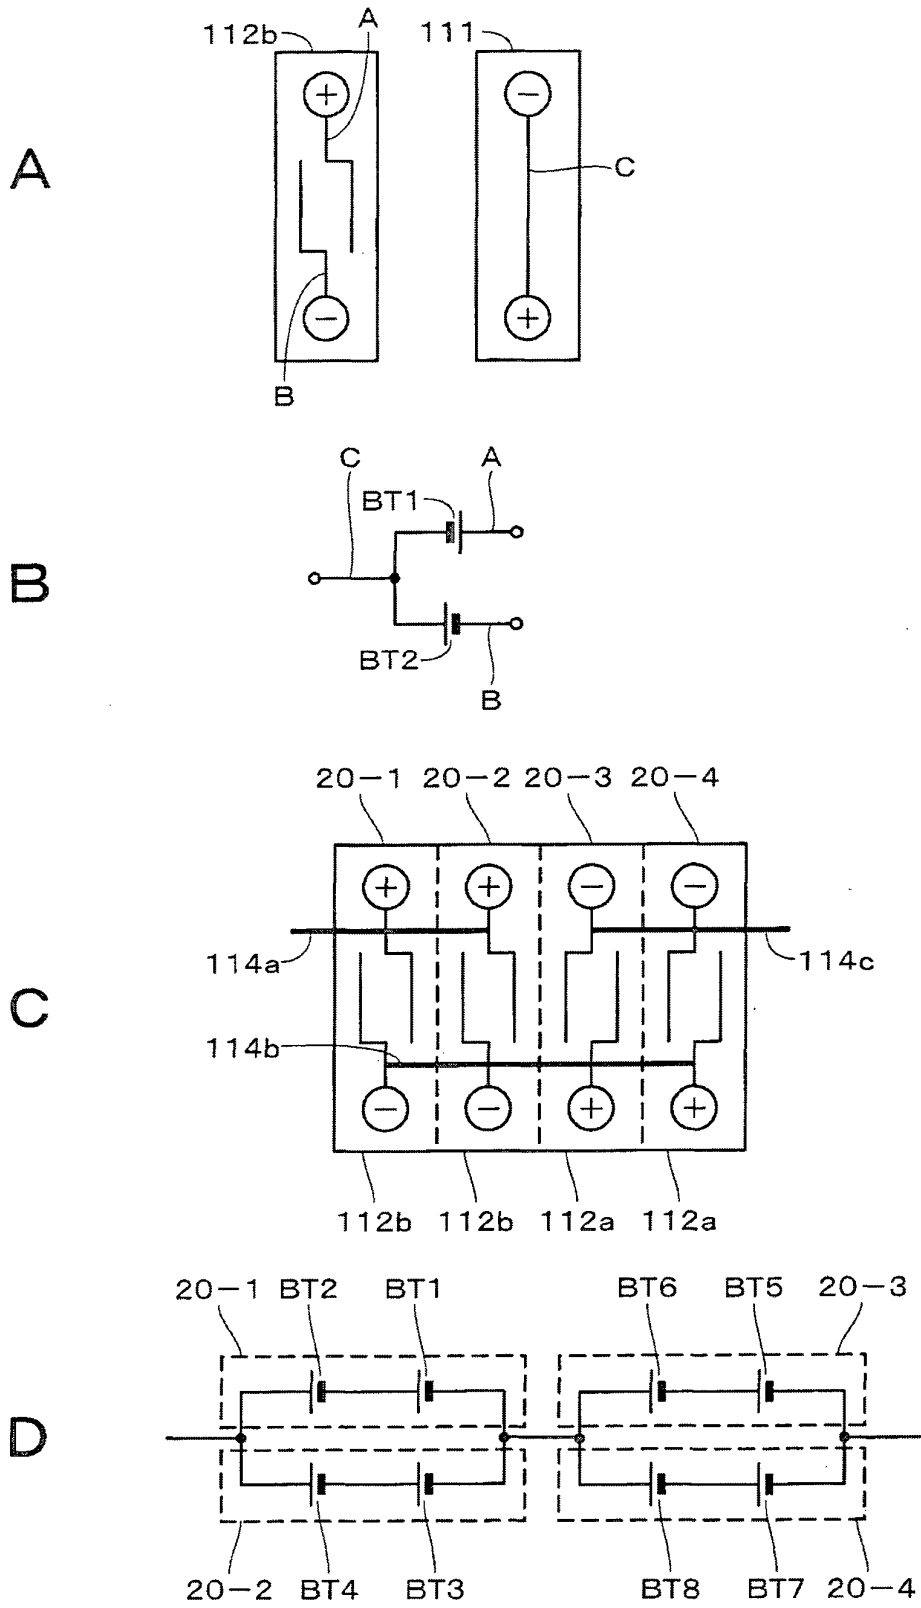 A
112b
A
111
+
−
C
−
+
B
B
C
A
BT1
BT2
B
C
20−1 20−2 20−3 20−4
+ + − −
114a
114c
114b
− − + +
112b 112b 112a 112a
D
20−1 BT2 BT1 BT6 BT5 20−3
20−2 BT4 BT3 BT8 BT7 20−4